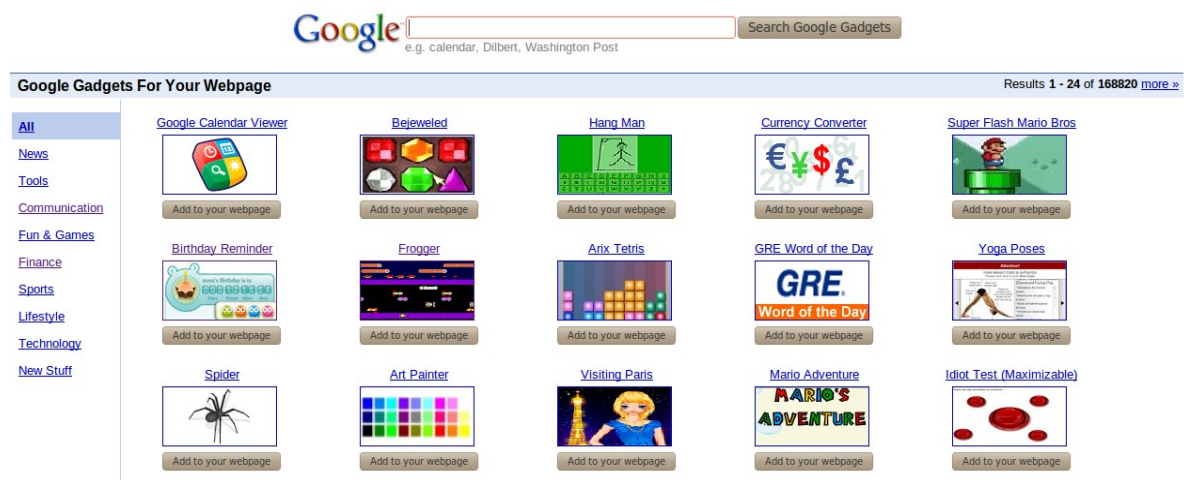 Google
Search Google Gadgets
e.g. calendar, Dilbert, Washington Post
Google Gadgets For Your Webpage
Results 1 - 24 of 168820 more »
All
News
Tools
Communication
Fun & Games
Finance
Sports
Lifestyle
Technology
New Stuff
Google Calendar Viewer
Bejeweled
Hang Man
Currency Converter
Super Flash Mario Bros
Add to your webpage
Add to your webpage
Add to your webpage
Add to your webpage
Add to your webpage
Birthday Reminder
Frogger
Arix Tetris
GRE Word of the Day
Yoga Poses
mom's Birthday is in
GRE
Word of the Day
Add to your webpage
Add to your webpage
Add to your webpage
Add to your webpage
Add to your webpage
Spider
Art Painter
Visiting Paris
Mario Adventure
Idiot Test (Maximizable)
MARIO'S
ADVENTURE
Add to your webpage
Add to your webpage
Add to your webpage
Add to your webpage
Add to your webpage